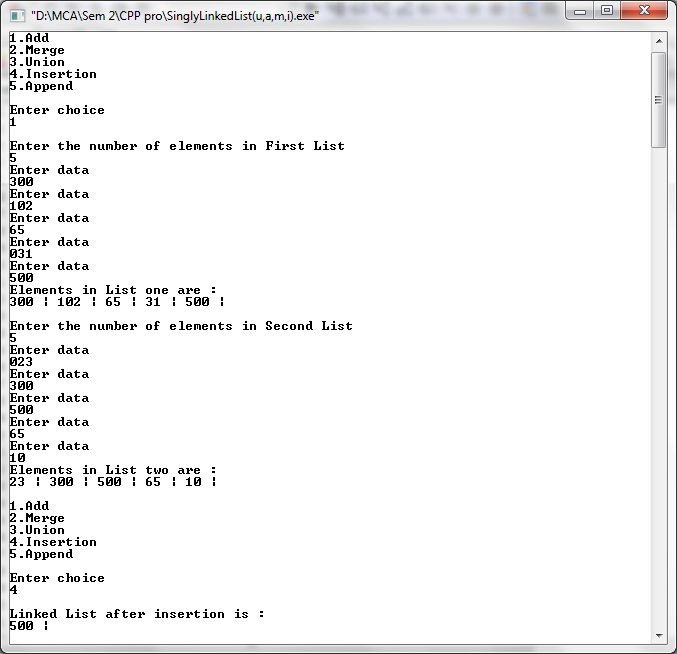 "D:\MCA\Sem 2\CPP pro\SinglyLinkedList(u,a,m,i).exe"
1.Add
2.Merge
3.Union
4.Insertion
5.Append
Enter choice
1
Enter the number of elements in First List
5
Enter data
300
Enter data
102
Enter data
65
Enter data
031
Enter data
500
Elements in List one are :
300 ¦ 102 ¦ 65 ¦ 31 ¦ 500 ¦
Enter the number of elements in Second List
5
Enter data
023
Enter data
300
Enter data
500
Enter data
65
Enter data
10
Elements in List two are :
23 ¦ 300 ¦ 500 ¦ 65 ¦ 10 ¦
1.Add
2.Merge
3.Union
4.Insertion
5.Append
Enter choice
4
Linked List after insertion is :
500 ¦